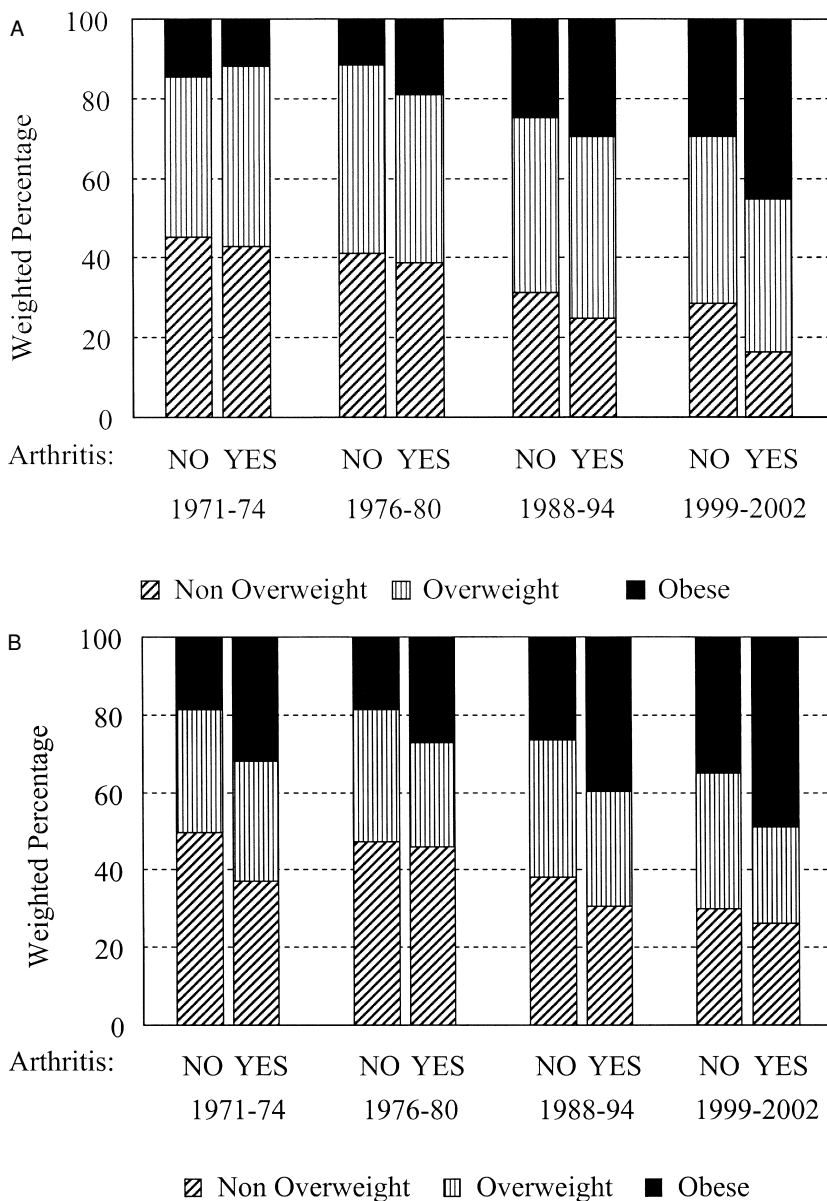 A
Weighted Percentage
100
80
60
40
20
0
Arthritis: NO YES NO YES NO YES NO YES
1971-74 1976-80 1988-94 1999-2002
Non Overweight Overweight Obese
B
Weighted Percentage
100
80
60
40
20
0
Arthritis: NO YES NO YES NO YES NO YES
1971-74 1976-80 1988-94 1999-2002
Non Overweight Overweight Obese